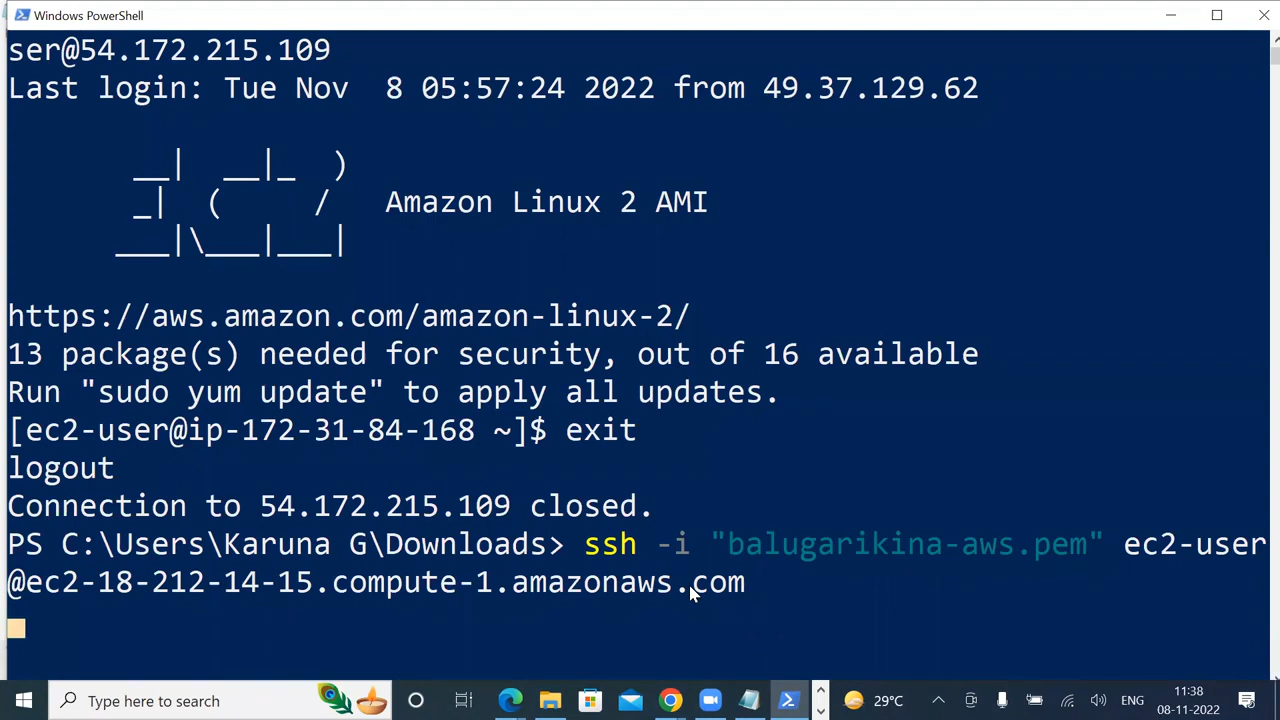 Windows PowerShell
ser@54.172.215.109
Last login: Tue Nov  8 05:57:24 2022 from 49.37.129.62
       __|  __|_  )
       _|  (     /   Amazon Linux 2 AMI
      ___|\___|___|
https://aws.amazon.com/amazon-linux-2/
13 package(s) needed for security, out of 16 available
Run "sudo yum update" to apply all updates.
[ec2-user@ip-172-31-84-168 ~]$ exit
logout
Connection to 54.172.215.109 closed.
PS C:\Users\Karuna G\Downloads> ssh -i "balugarikina-aws.pem" ec2-user
@ec2-18-212-14-15.compute-1.amazonaws.com
Type here to search
29°C
ENG
11:38
08-11-2022